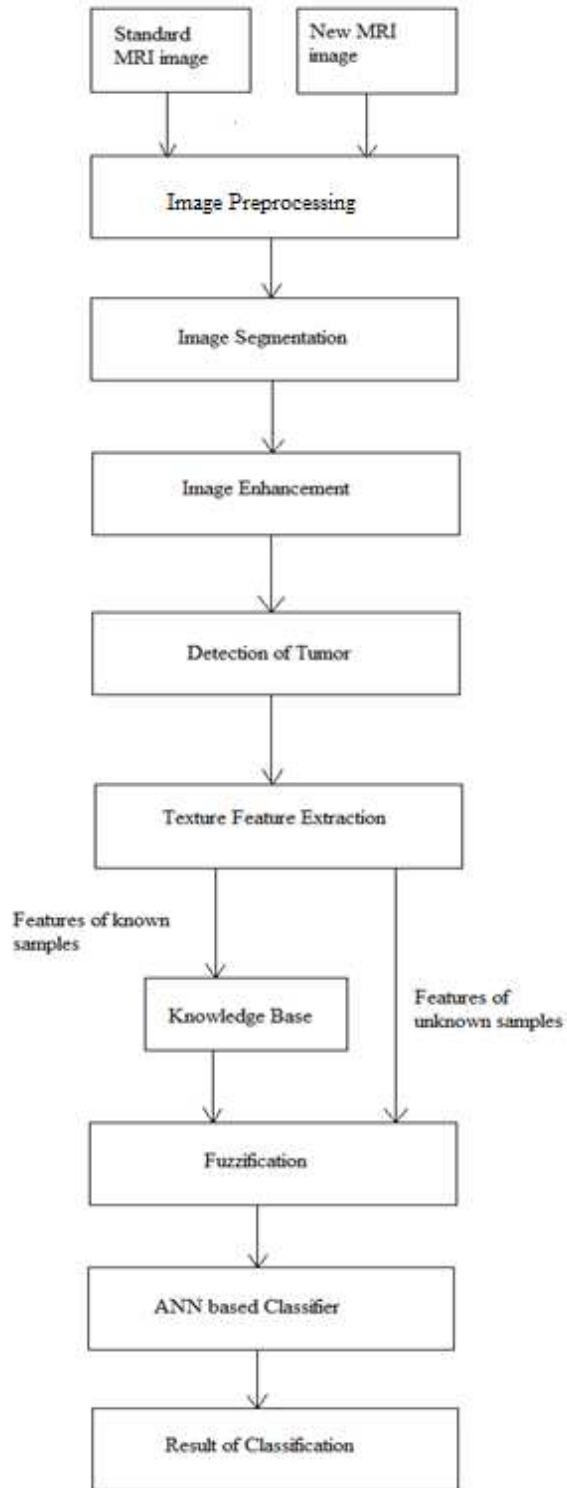 Standard
MRI image
New MRI
image
Image Preprocessing
Image Segmentation
Image Enhancement
Detection of Tumor
Texture Feature Extraction
Features of known
samples
Knowledge Base
Features of
unknown samples
Fuzzification
ANN based Classifier
Result of Classification